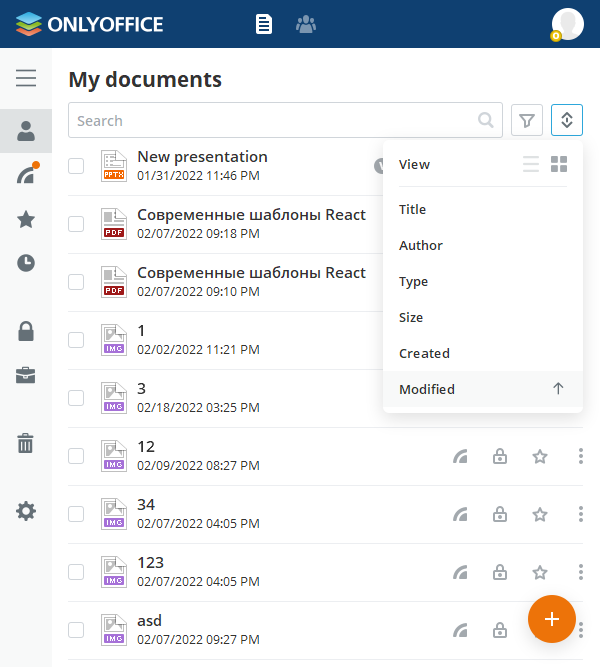 ONLYOFFICE
My documents
Search
View
Title
Author
Type
Size
Created
Modified
New presentation
01/31/2022 11:46 PM
PPTX
Современные шаблоны React
02/07/2022 09:18 PM
PDF
Современные шаблоны React
02/07/2022 09:10 PM
PDF
1
02/02/2022 11:21 PM
IMG
3
02/18/2022 03:25 PM
IMG
12
02/09/2022 08:27 PM
IMG
34
02/07/2022 04:05 PM
IMG
123
02/07/2022 04:05 PM
IMG
asd
02/07/2022 09:27 PM
IMG